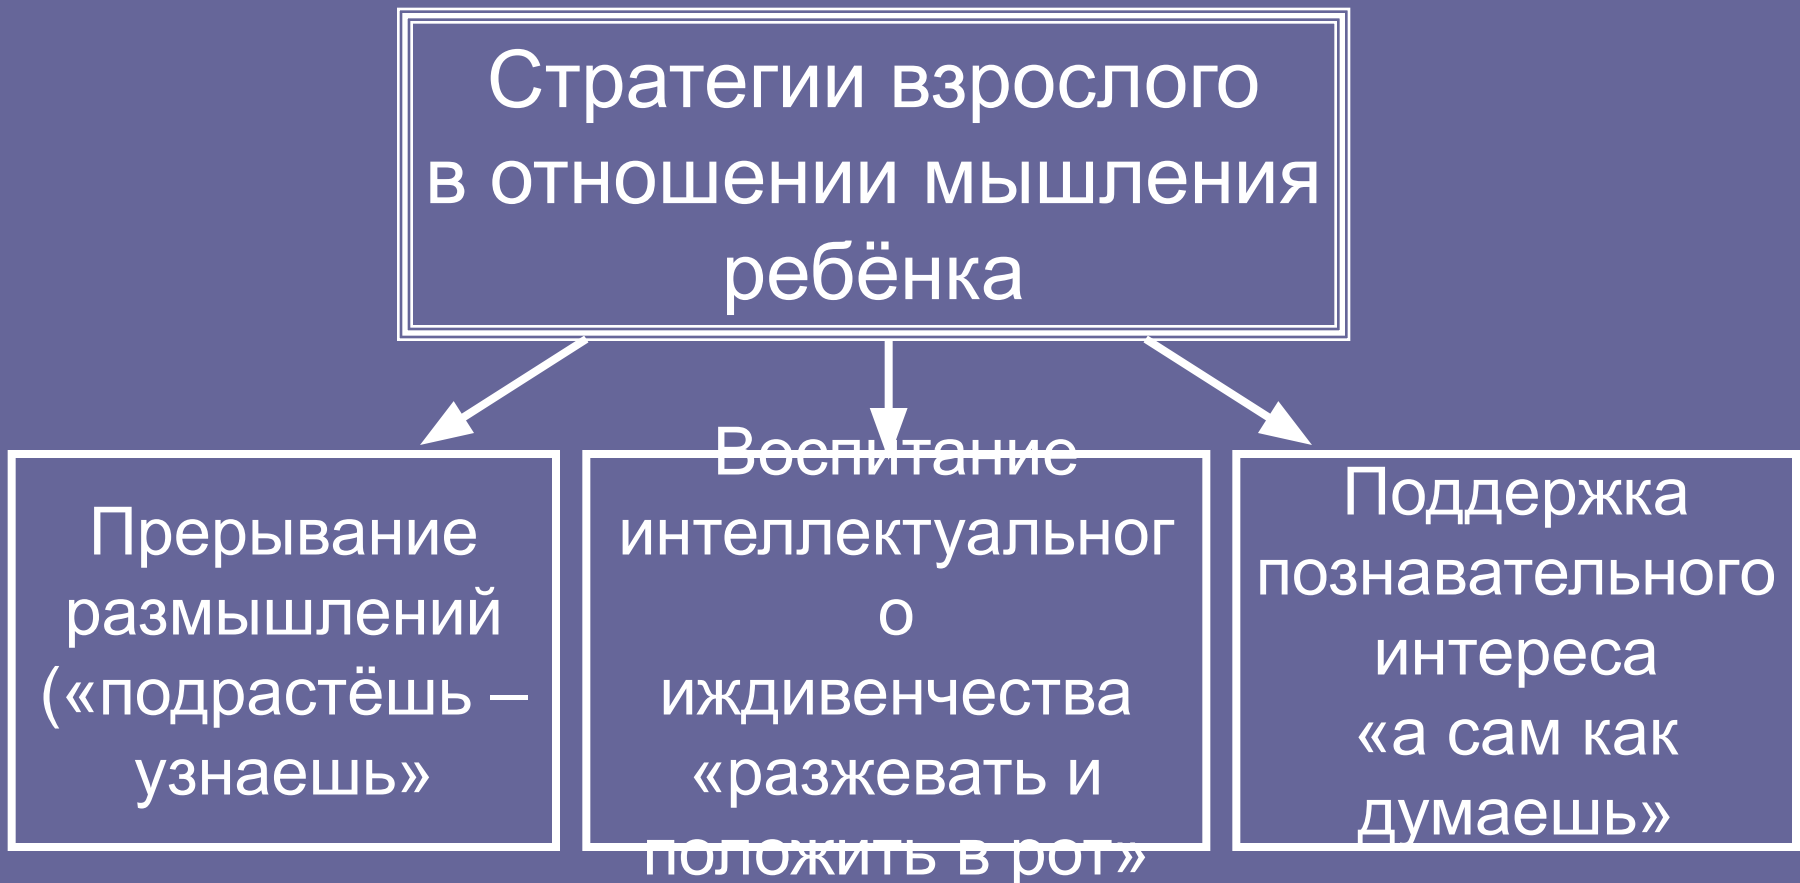 Стратегии взрослого
в отношении мышления
ребёнка
Прерывание
размышлений
(«подрастёшь –
узнаешь»
Воспитание
интеллектуальног
о
иждивенчества
«разжевать и
положить в рот»
Поддержка
познавательного
интереса
«а сам как
думаешь»